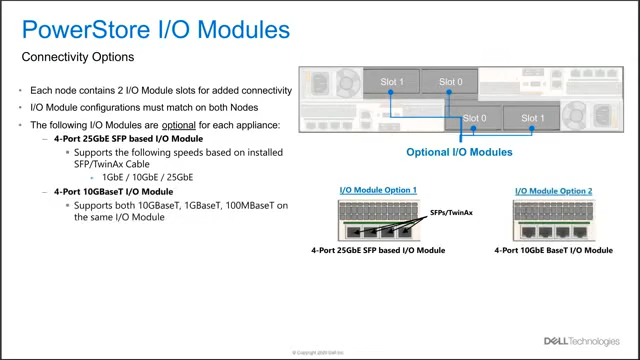 PowerStore I/O Modules
Connectivity Options
• Each node contains 2 I/O Module slots for added connectivity
• I/O Module configurations must match on both Nodes
• The following I/O Modules are optional for each appliance:
– 4-Port 25GbE SFP based I/O Module
▪ Supports the following speeds based on installed
SFP/TwinAx Cable
- 1GbE / 10GbE / 25GbE
– 4-Port 10GBaseT I/O Module
▪ Supports both 10GBaseT, 1GBaseT, 100MBaseT on
the same I/O Module
Slot 1
Slot 0
Slot 0
Slot 1
Optional I/O Modules
I/O Module Option 1
SFPs/TwinAx
4-Port 25GbE SFP based I/O Module
I/O Module Option 2
4-Port 10GbE BaseT I/O Module
© Copyright 2020 Dell Inc.
DELLTechnologies